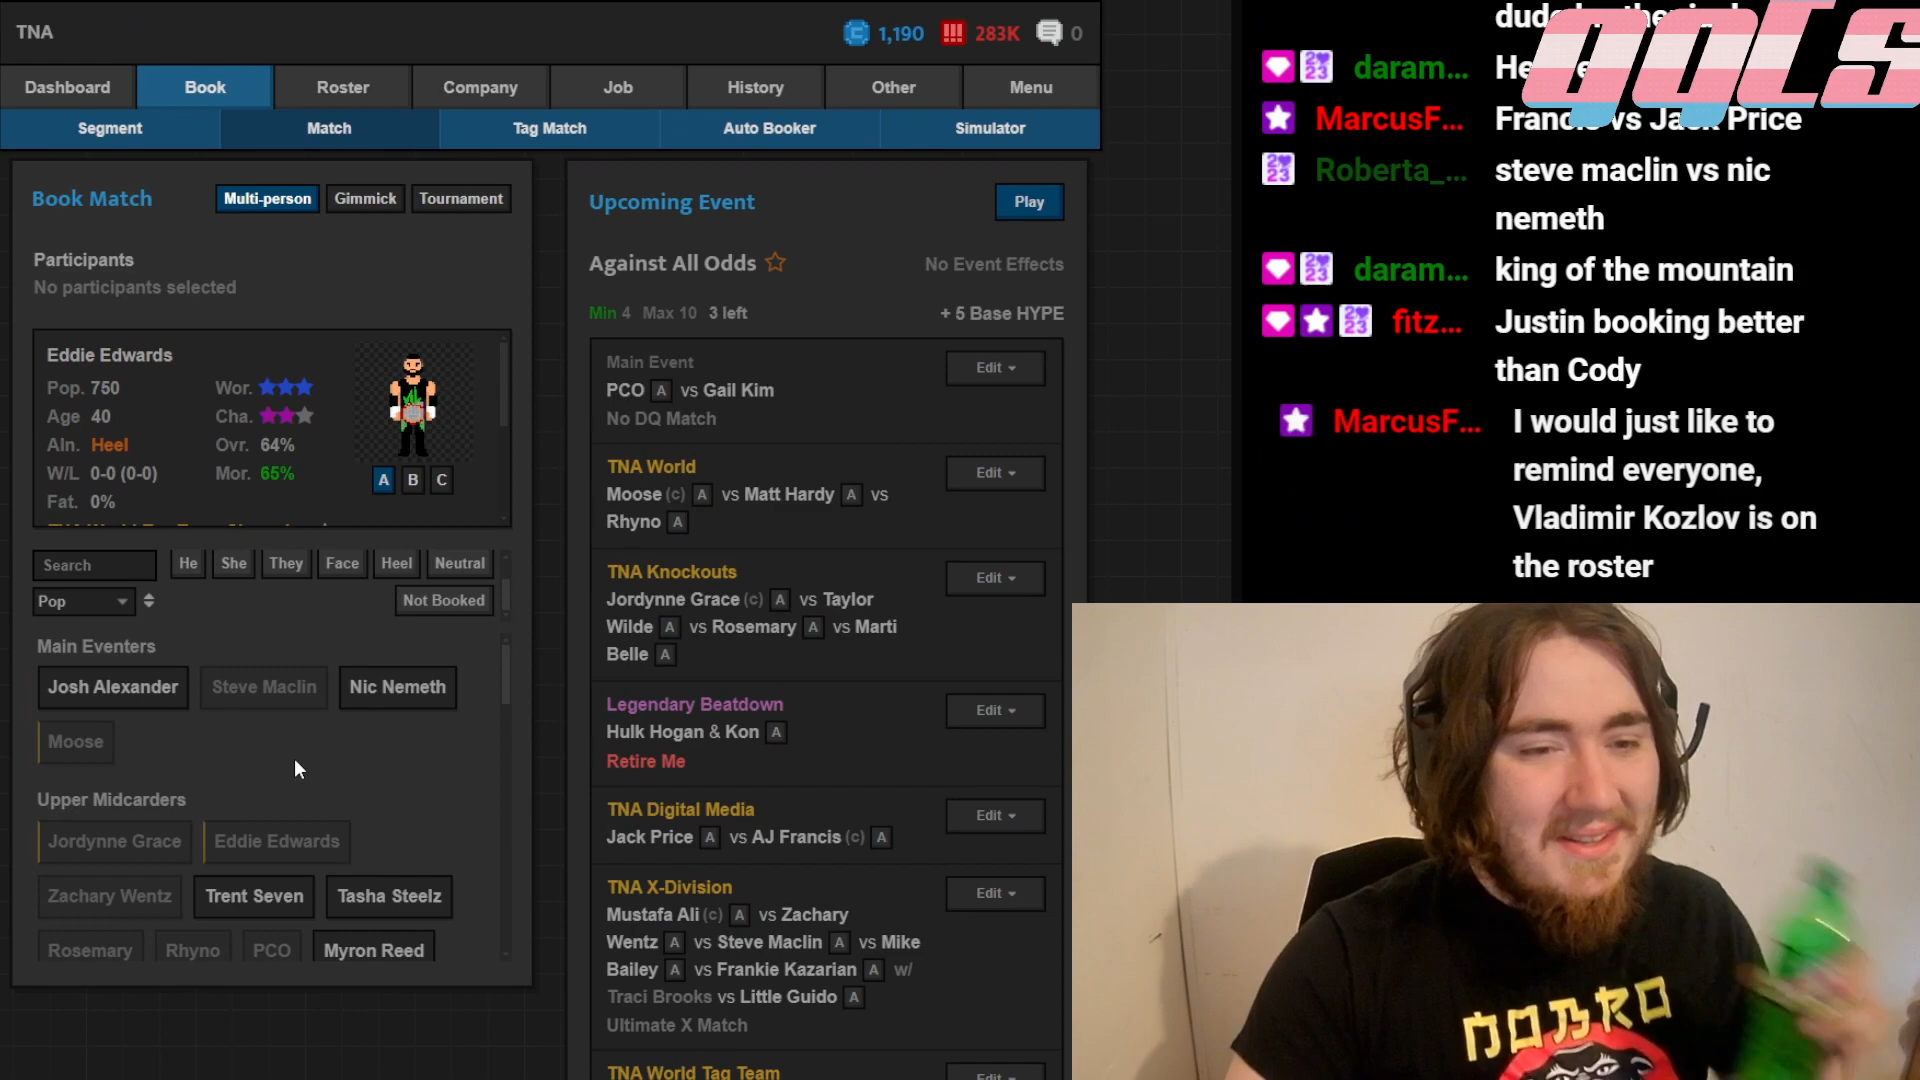 TNA
1,190
283K
0
Dashboard
Book
Roster
Company
Job
History
Other
Menu
Segment
Match
Tag Match
Auto Booker
Simulator
Book Match
Multi-person
Gimmick
Tournament
Participants
No participants selected
Eddie Edwards
Pop. 750
Wor.
Age 40
Cha.
Aln. Heel
Ovr. 64%
W/L 0-0 (0-0)
Mor. 65%
Fat. 0%
A B C
Search
He
She
They
Face
Heel
Neutral
Pop
Not Booked
Main Eventers
Josh Alexander
Steve Maclin
Nic Nemeth
Moose
Upper Midcarders
Jordynne Grace
Eddie Edwards
Zachary Wentz
Trent Seven
Tasha Steelz
Rosemary
Rhyno
PCO
Myron Reed
Upcoming Event
Play
Against All Odds
No Event Effects
Min 4 Max 10 3 left
+ 5 Base HYPE
Main Event
Edit
PCO A vs Gail Kim
No DQ Match
TNA World
Edit
Moose (c) A vs Matt Hardy A vs
Rhyno A
TNA Knockouts
Edit
Jordynne Grace (c) A vs Taylor
Wilde A vs Rosemary A vs Marti
Belle A
Legendary Beatdown
Edit
Hulk Hogan & Kon A
Retire Me
TNA Digital Media
Edit
Jack Price A vs AJ Francis (c) A
TNA X-Division
Edit
Mustafa Ali (c) A vs Zachary
Wentz A vs Steve Maclin A vs Mike
Bailey A vs Frankie Kazarian A w/
Traci Brooks vs Little Guido A
Ultimate X Match
TNA World Tag Team
Edit
daram...
MarcusF... Francis vs Jack Price
Roberta_... steve maclin vs nic
nemeth
daram... king of the mountain
fitz... Justin booking better
than Cody
MarcusF... I would just like to
remind everyone,
Vladimir Kozlov is on
the roster